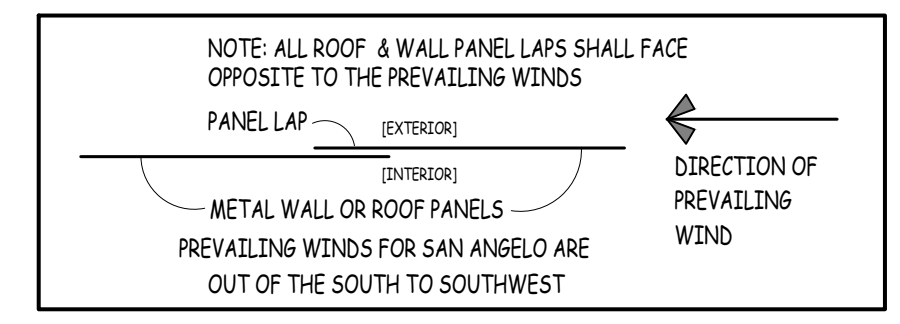 NOTE: ALL ROOF & WALL PANEL LAPS SHALL FACE
OPPOSITE TO THE PREVAILING WINDS
PANEL LAP
[EXTERIOR]
[INTERIOR]
METAL WALL OR ROOF PANELS
DIRECTION OF
PREVAILING
WIND
PREVAILING WINDS FOR SAN ANGELO ARE
OUT OF THE SOUTH TO SOUTHWEST